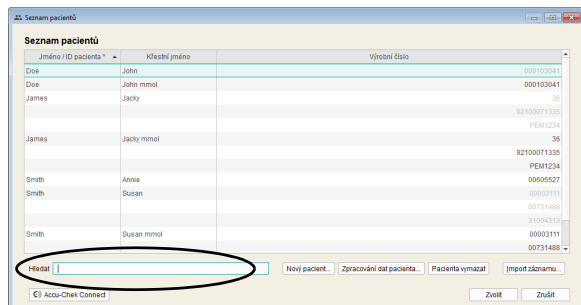 Seznam pacientů
Seznam pacientů
Jméno / ID pacienta * Křestní jméno Výrobní číslo
Doe John 000103041
Doe John mmol 000103041
James Jacky 36
92100071335
PEM1234
James Jacky mmol 36
92100071335
PEM1234
Smith Annie 00605527
Smith Susan 00003111
00731488
31004313
Smith Susan mmol 00003111
00731488
Hledat Nový pacient... Zpracování dat pacienta... Pacienta vymazat Import záznamu...
Accu-Chek Connect Zvolit Zrušit